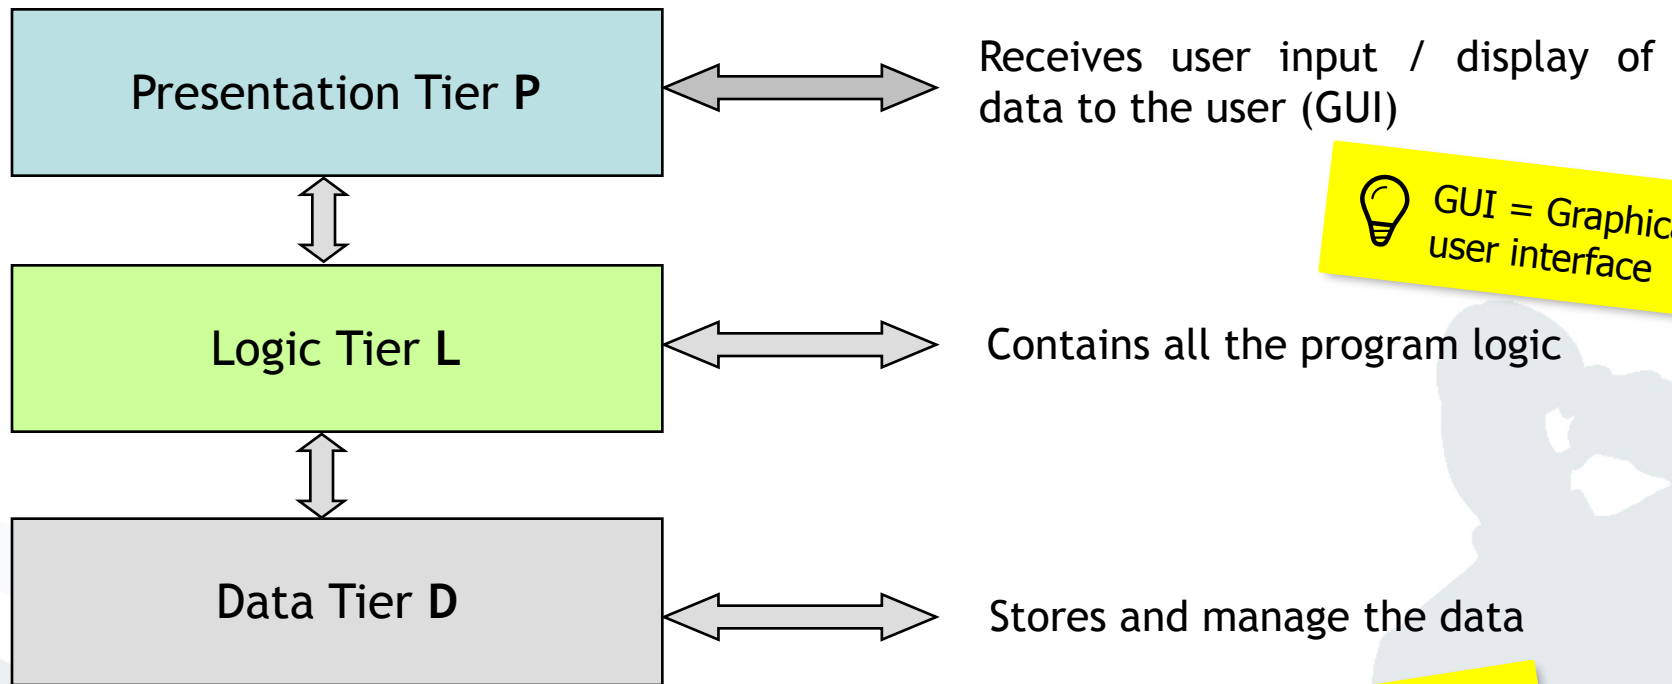 Presentation Tier P
Receives user input / display of
data to the user (GUI)
GUI = Graphica
user interface
Logic Tier L
Contains all the program logic
Data Tier D
Stores and manage the data